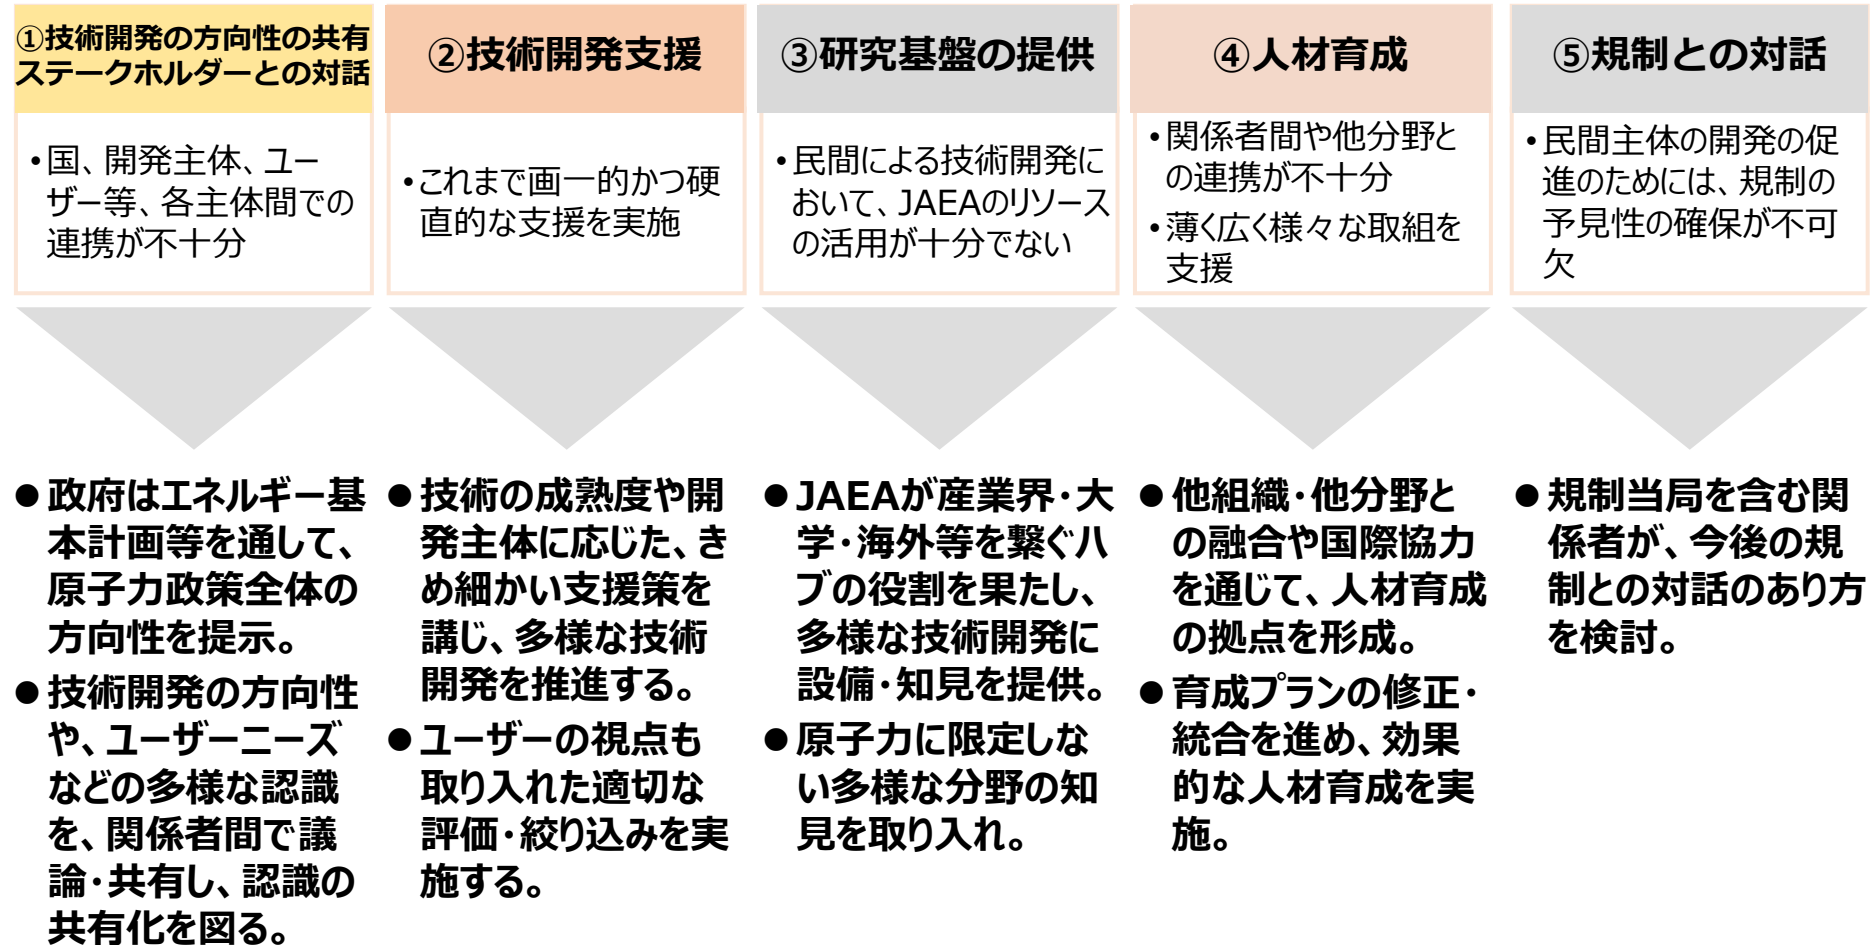 ①技術開発の方向性の共有
ステークホルダーとの対話
•国、開発主体、ユー
ザー等、各主体間での
連携が不十分
●政府はエネルギー基
本計画等を通して、
原子力政策全体の
方向性を提示。
●技術開発の方向性
や、ユーザーニーズ
などの多様な認識
を、関係者間で議
論・共有し、認識の
共有化を図る。
②技術開発支援
•これまで画一的かつ硬
直的な支援を実施
●技術の成熟度や開
発主体に応じた、き
め細かい支援策を
講じ、多様な技術
開発を推進する。
●ユーザーの視点も
取り入れた適切な
評価・絞り込みを実
施する。
③研究基盤の提供
•民間による技術開発に
おいて、JAEAのリソース
の活用が十分でない
●JAEAが産業界・大
学・海外等を繋ぐハ
ブの役割を果たし、
多様な技術開発に
設備・知見を提供。
●原子力に限定しな
い多様な分野の知
見を取り入れ。
④人材育成
•関係者間や他分野と
の連携が不十分
•薄く広く様々な取組を
支援
●他組織・他分野と
の融合や国際協力
を通じて、人材育成
の拠点を形成。
●育成プランの修正・
統合を進め、効果
的な人材育成を実
施。
⑤規制との対話
•民間主体の開発の促
進のためには、規制の
予見性の確保が不可
欠
●規制当局を含む関
係者が、今後の規
制との対話のあり方
を検討。